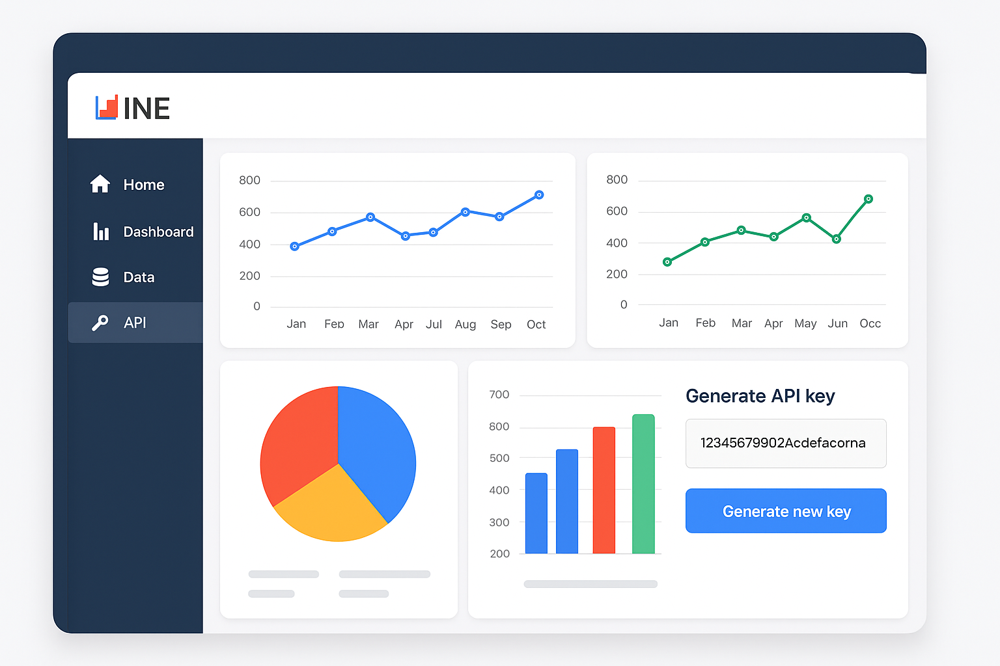 INE
Home
Dashboard
Data
API
800
600
400
200
0
Jan Fep Mar Apr Jul Aug Sep Oct
800
600
400
200
0
Jan Feb Mar Apr May Jun Occ
700
800
500
400
300
200
Generate API key
12345679902Acdefacorna
Generate new key